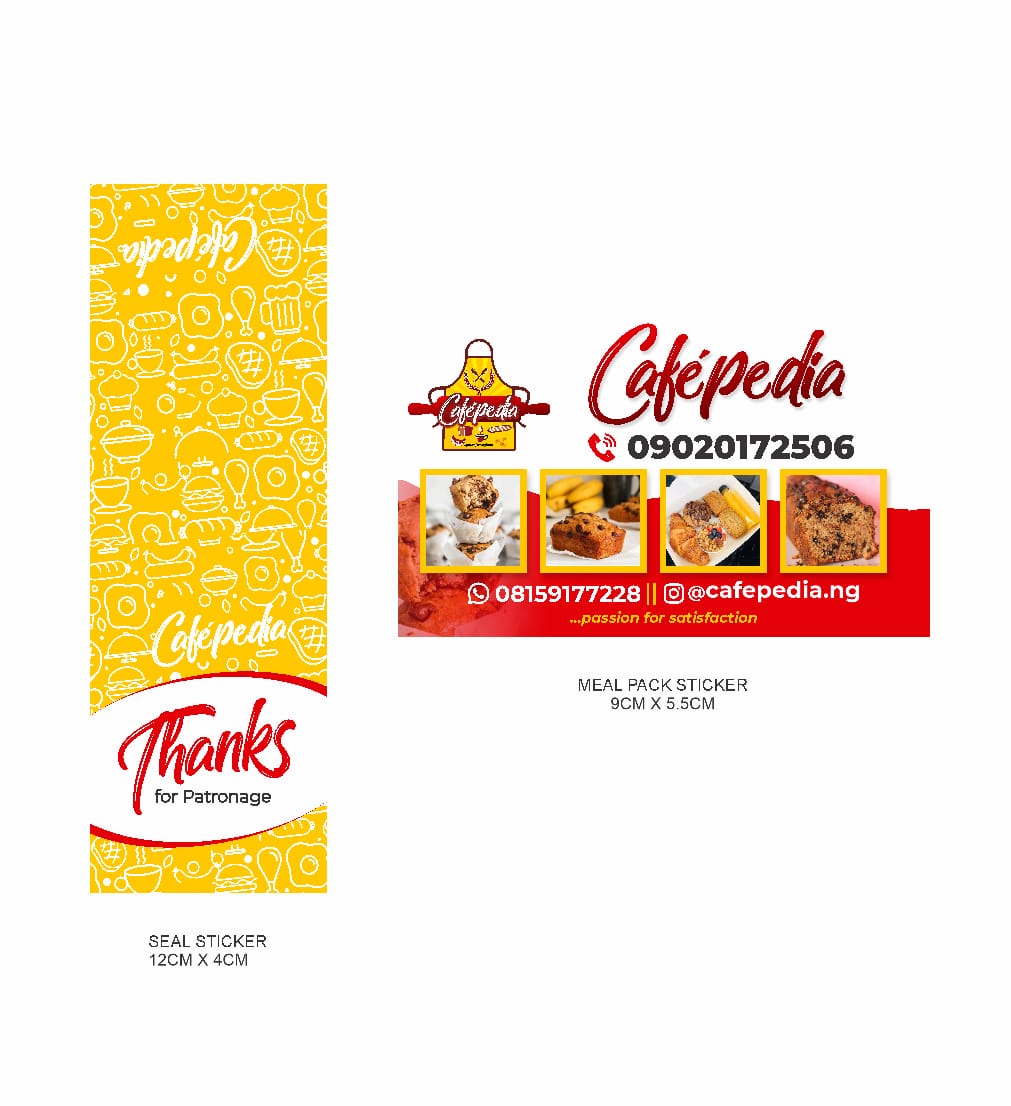 Cafépedia
Cafépedia
Thanks
for Patronage
SEAL STICKER
12CM X 4CM
Cafépedia
Cafépedia
09020172506
08159177228 || @cafepedia.ng
...passion for satisfaction
MEAL PACK STICKER
9CM X 5.5CM